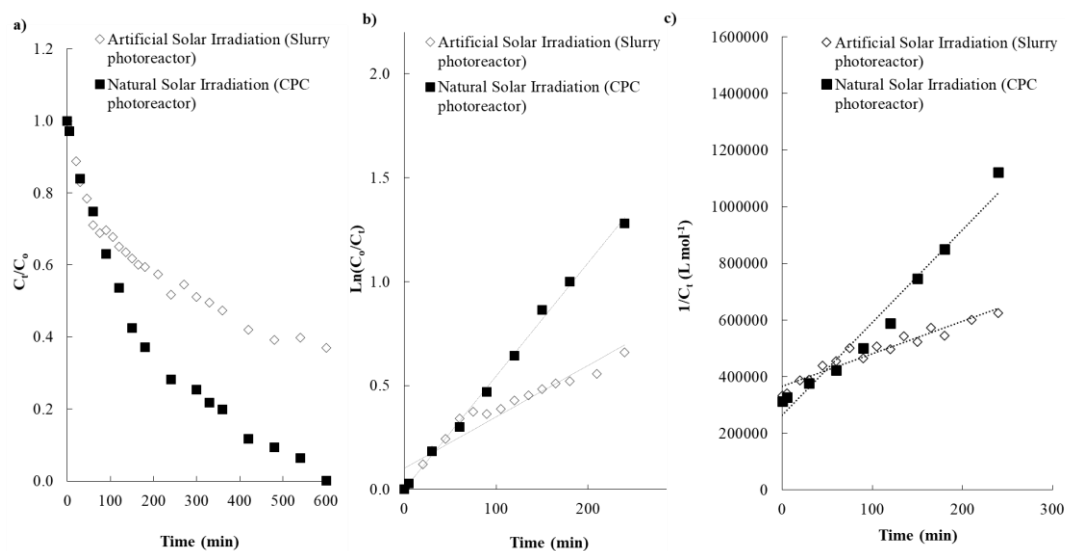 a)
1.2
1.0
0.8
0.6
0.4
0.2
0.0
Ct/Co
0 100 200 300 400 500 600
Time (min)
Artificial Solar Irradiation (Slurry
photoreactor)
Natural Solar Irradiation (CPC
photoreactor)
b)
2.0
1.5
1.0
0.5
0.0
Ln(Co/Ct)
0 100 200
Time (min)
Artificial Solar Irradiation (Slurry
photoreactor)
Natural Solar Irradiation (CPC
photoreactor)
c)
1600000
1400000
1200000
1000000
800000
600000
400000
200000
0
1/Ct (L mol-1)
0 100 200 300
Time (min)
Artificial Solar Irradiation (Slurry
photoreactor)
Natural Solar Irradiation (CPC
photoreactor)